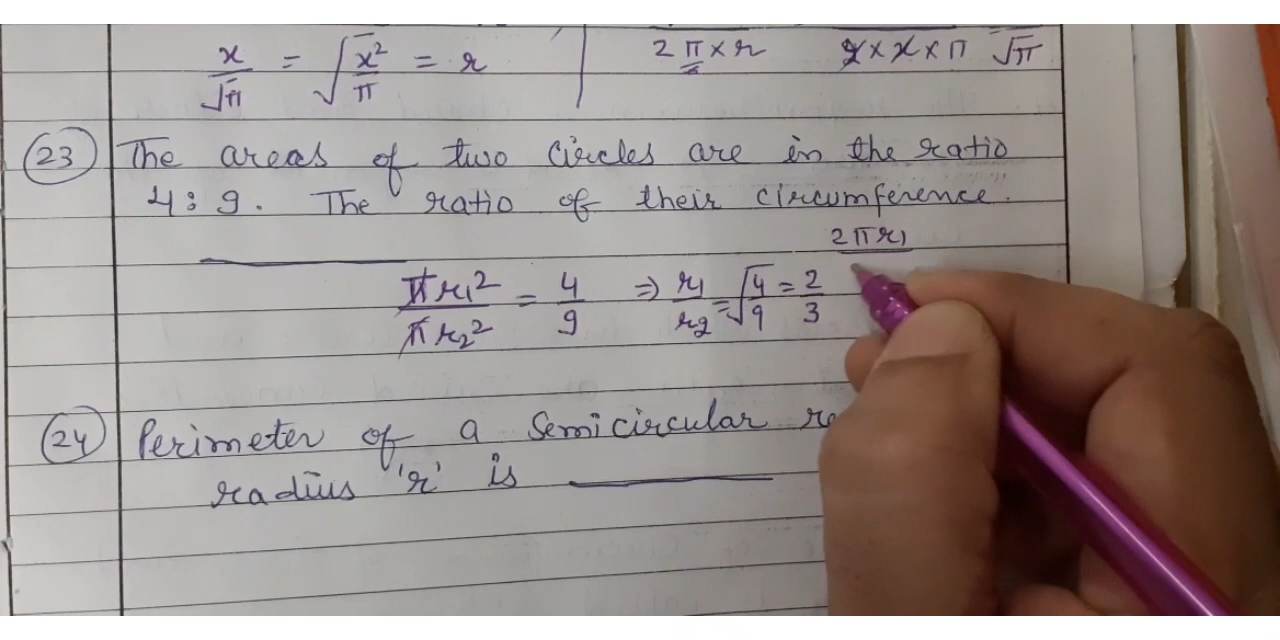 x/√π = √x²/π = r
2π×r 2×x×π √π
23 The areas of two circles are in the ratio
4:9. The ratio of their circumference.
2πr₁
πr₁²/πr₂² = 4/9 ⇒ r₁/r₂ = √4/9 = 2/3
24 Perimeter of a Semicircular
radius 'r' is